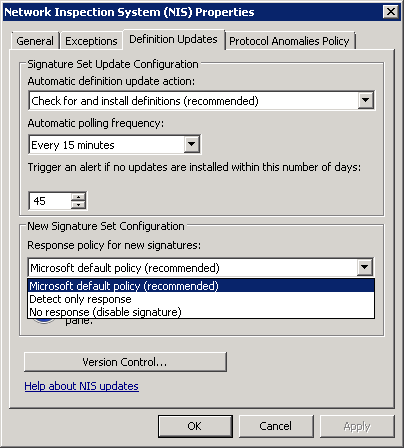 Network Inspection System (NIS) Properties
General
Exceptions
Definition Updates
Protocol Anomalies Policy
Signature Set Update Configuration
Automatic definition update action:
Check for and install definitions (recommended)
Automatic polling frequency:
Every 15 minutes
Trigger an alert if no updates are installed within this number of days:
45
New Signature Set Configuration
Response policy for new signatures:
Microsoft default policy (recommended)
Microsoft default policy (recommended)
Detect only response
No response (disable signature)
pane.
Version Control...
Help about NIS updates
OK
Cancel
Apply